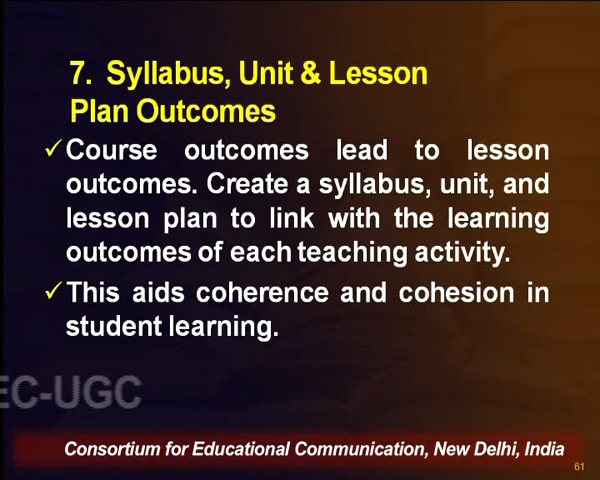 7. Syllabus, Unit & Lesson
Plan Outcomes
✓Course outcomes lead to lesson
outcomes. Create a syllabus, unit, and
lesson plan to link with the learning
outcomes of each teaching activity.
✓This aids coherence and cohesion in
student learning.
EC-UGC
Consortium for Educational Communication, New Delhi, India
61